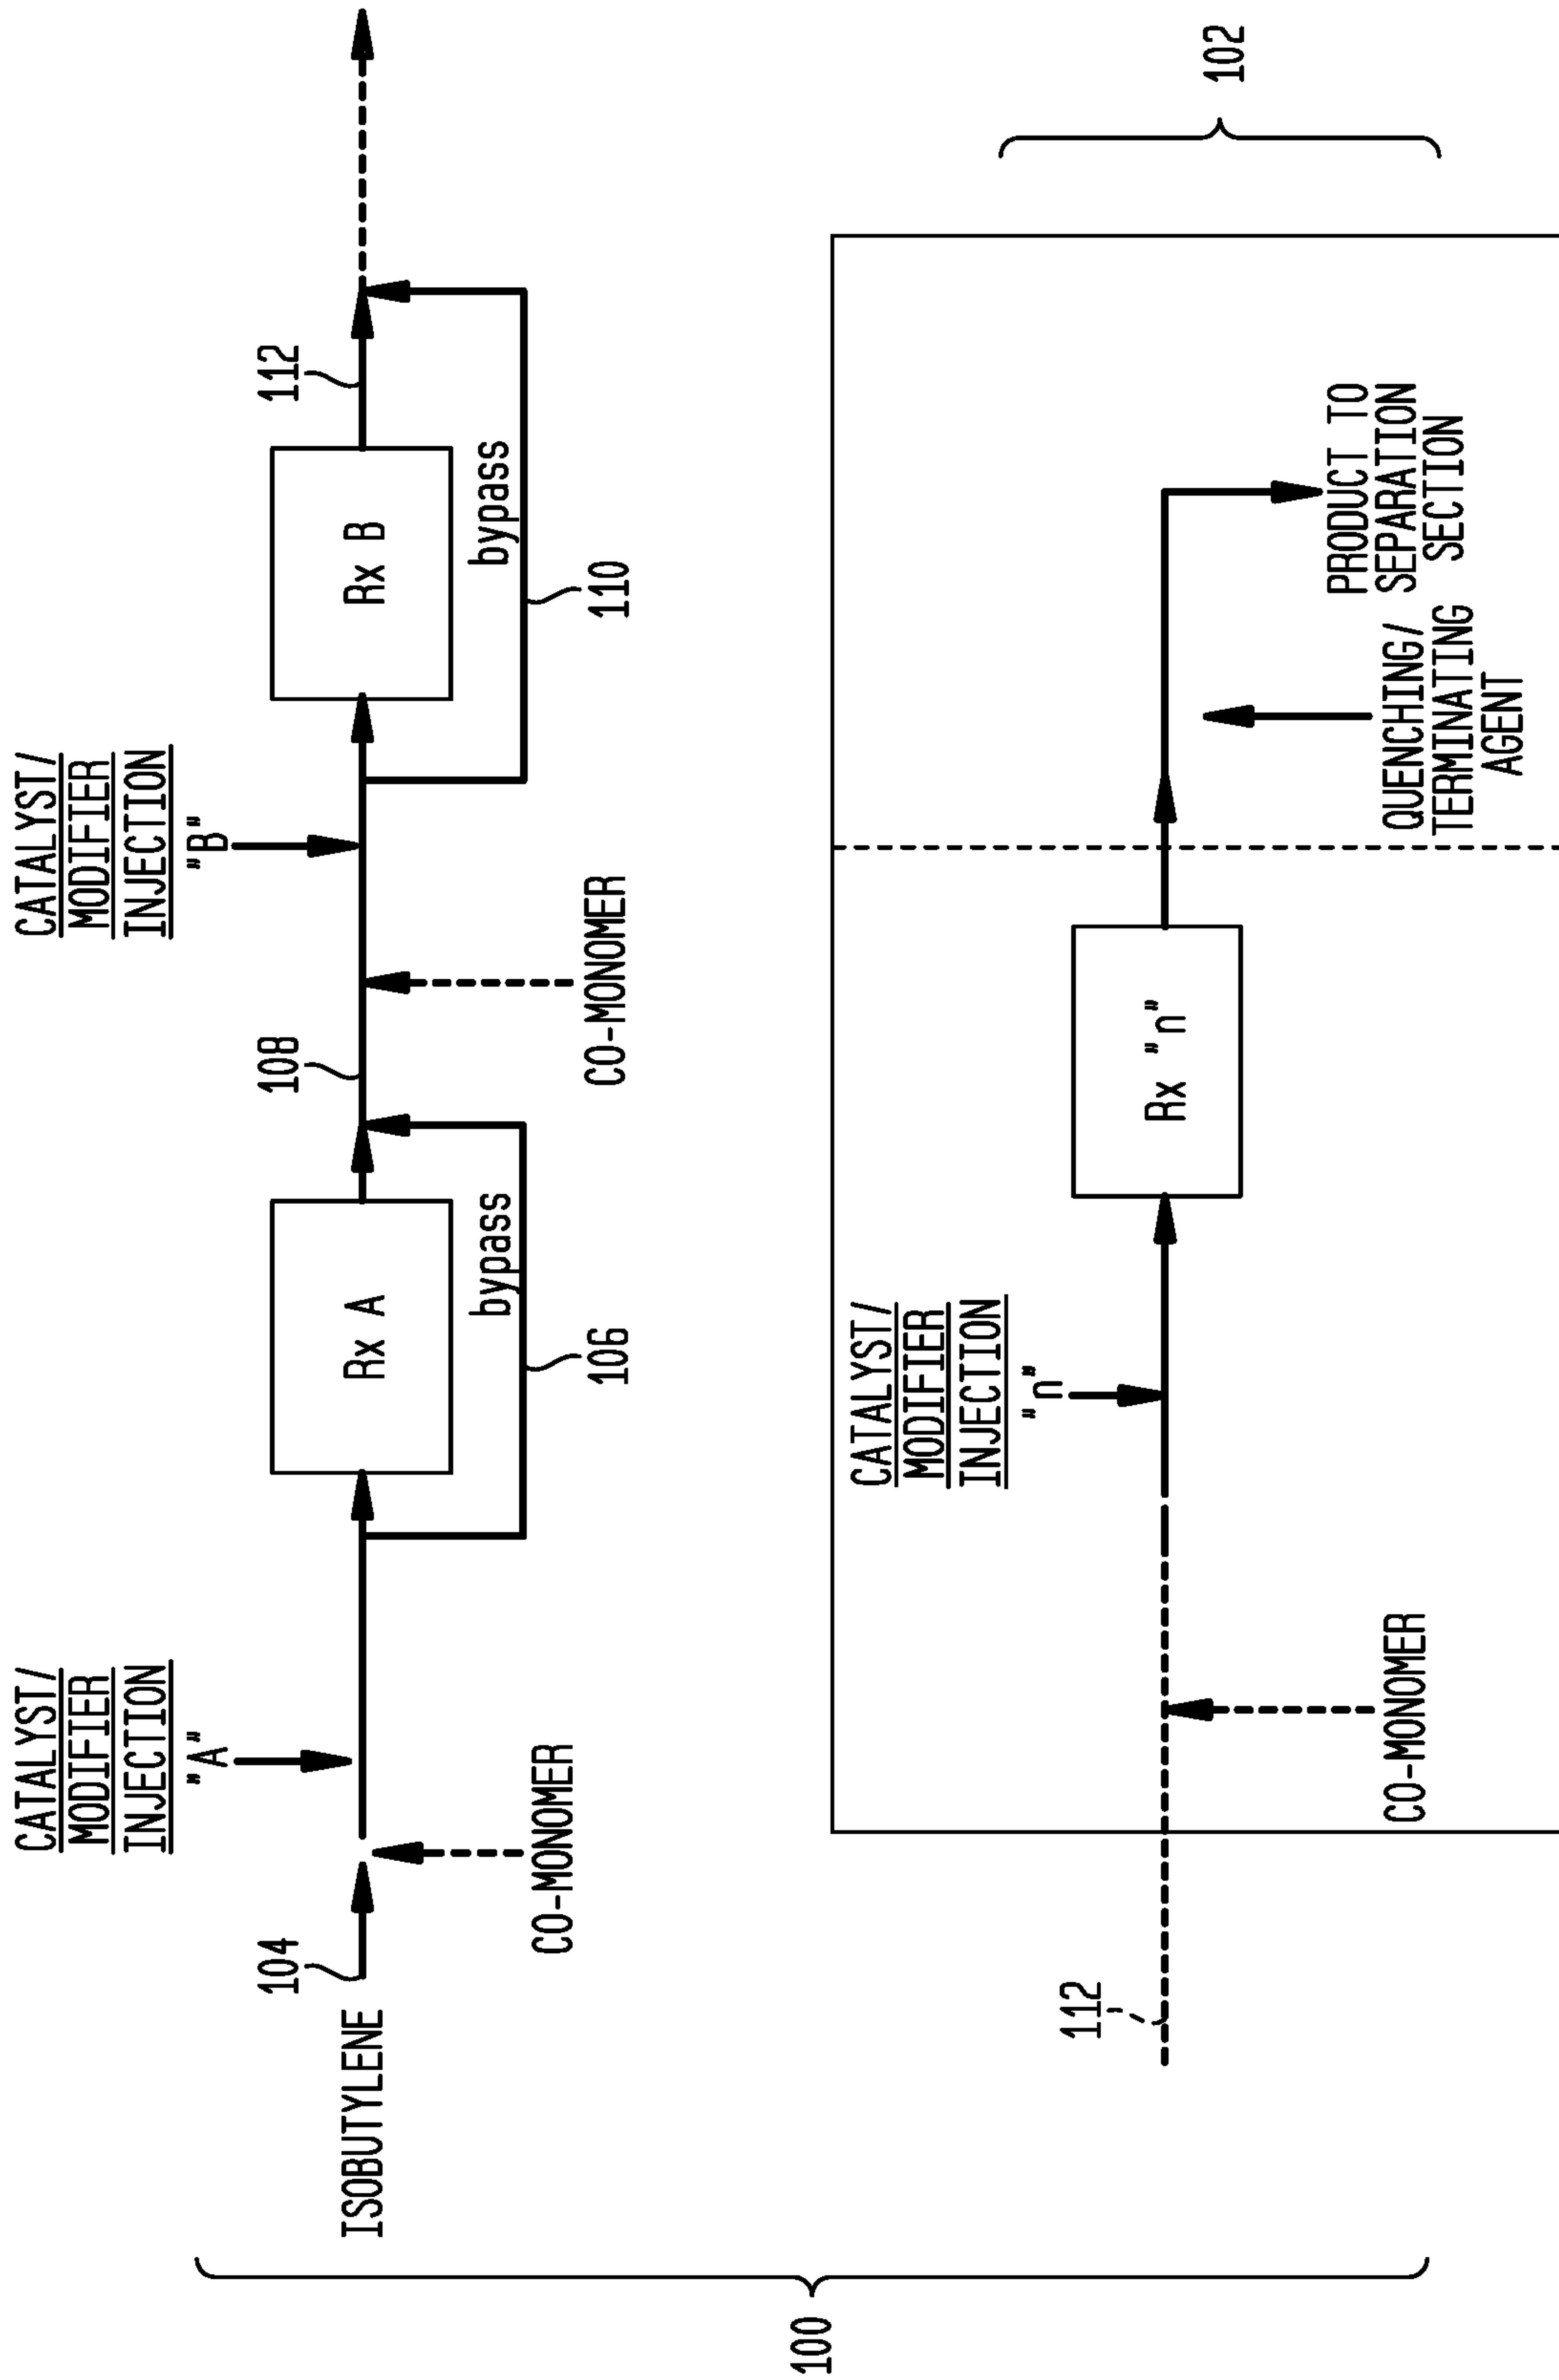 100
ISOBUTYLENE
104
CO-MONOMER
CATALYST/
MODIFIER
INJECTION
"A"
Rx A
bypass
106
108
CO-MONOMER
CATALYST/
MODIFIER
INJECTION
"B"
Rx B
bypass
110
112
112
CO-MONOMER
CATALYST/
MODIFIER
INJECTION
"n"
Rx "n"
QUENCHING/
TERMINATING
AGENT
PRODUCT TO
SEPARATION
SECTION
102